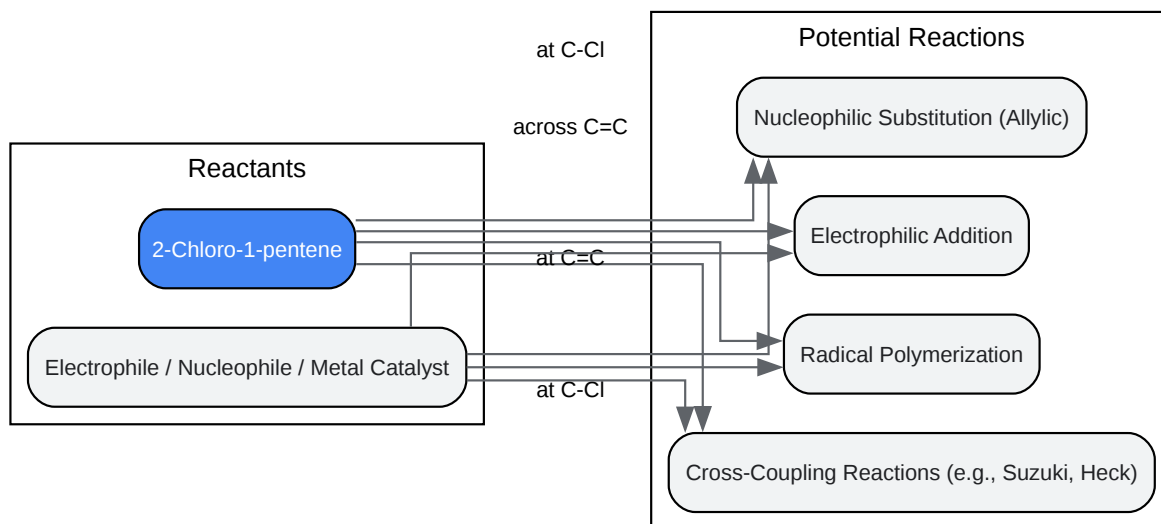 Potential Reactions
at C-Cl
Nucleophilic Substitution (Allylic)
across C=C
Reactants
2-Chloro-1-pentene
Electrophilic Addition
at C=C
Electrophile / Nucleophile / Metal Catalyst
Radical Polymerization
at C-Cl
Cross-Coupling Reactions (e.g., Suzuki, Heck)